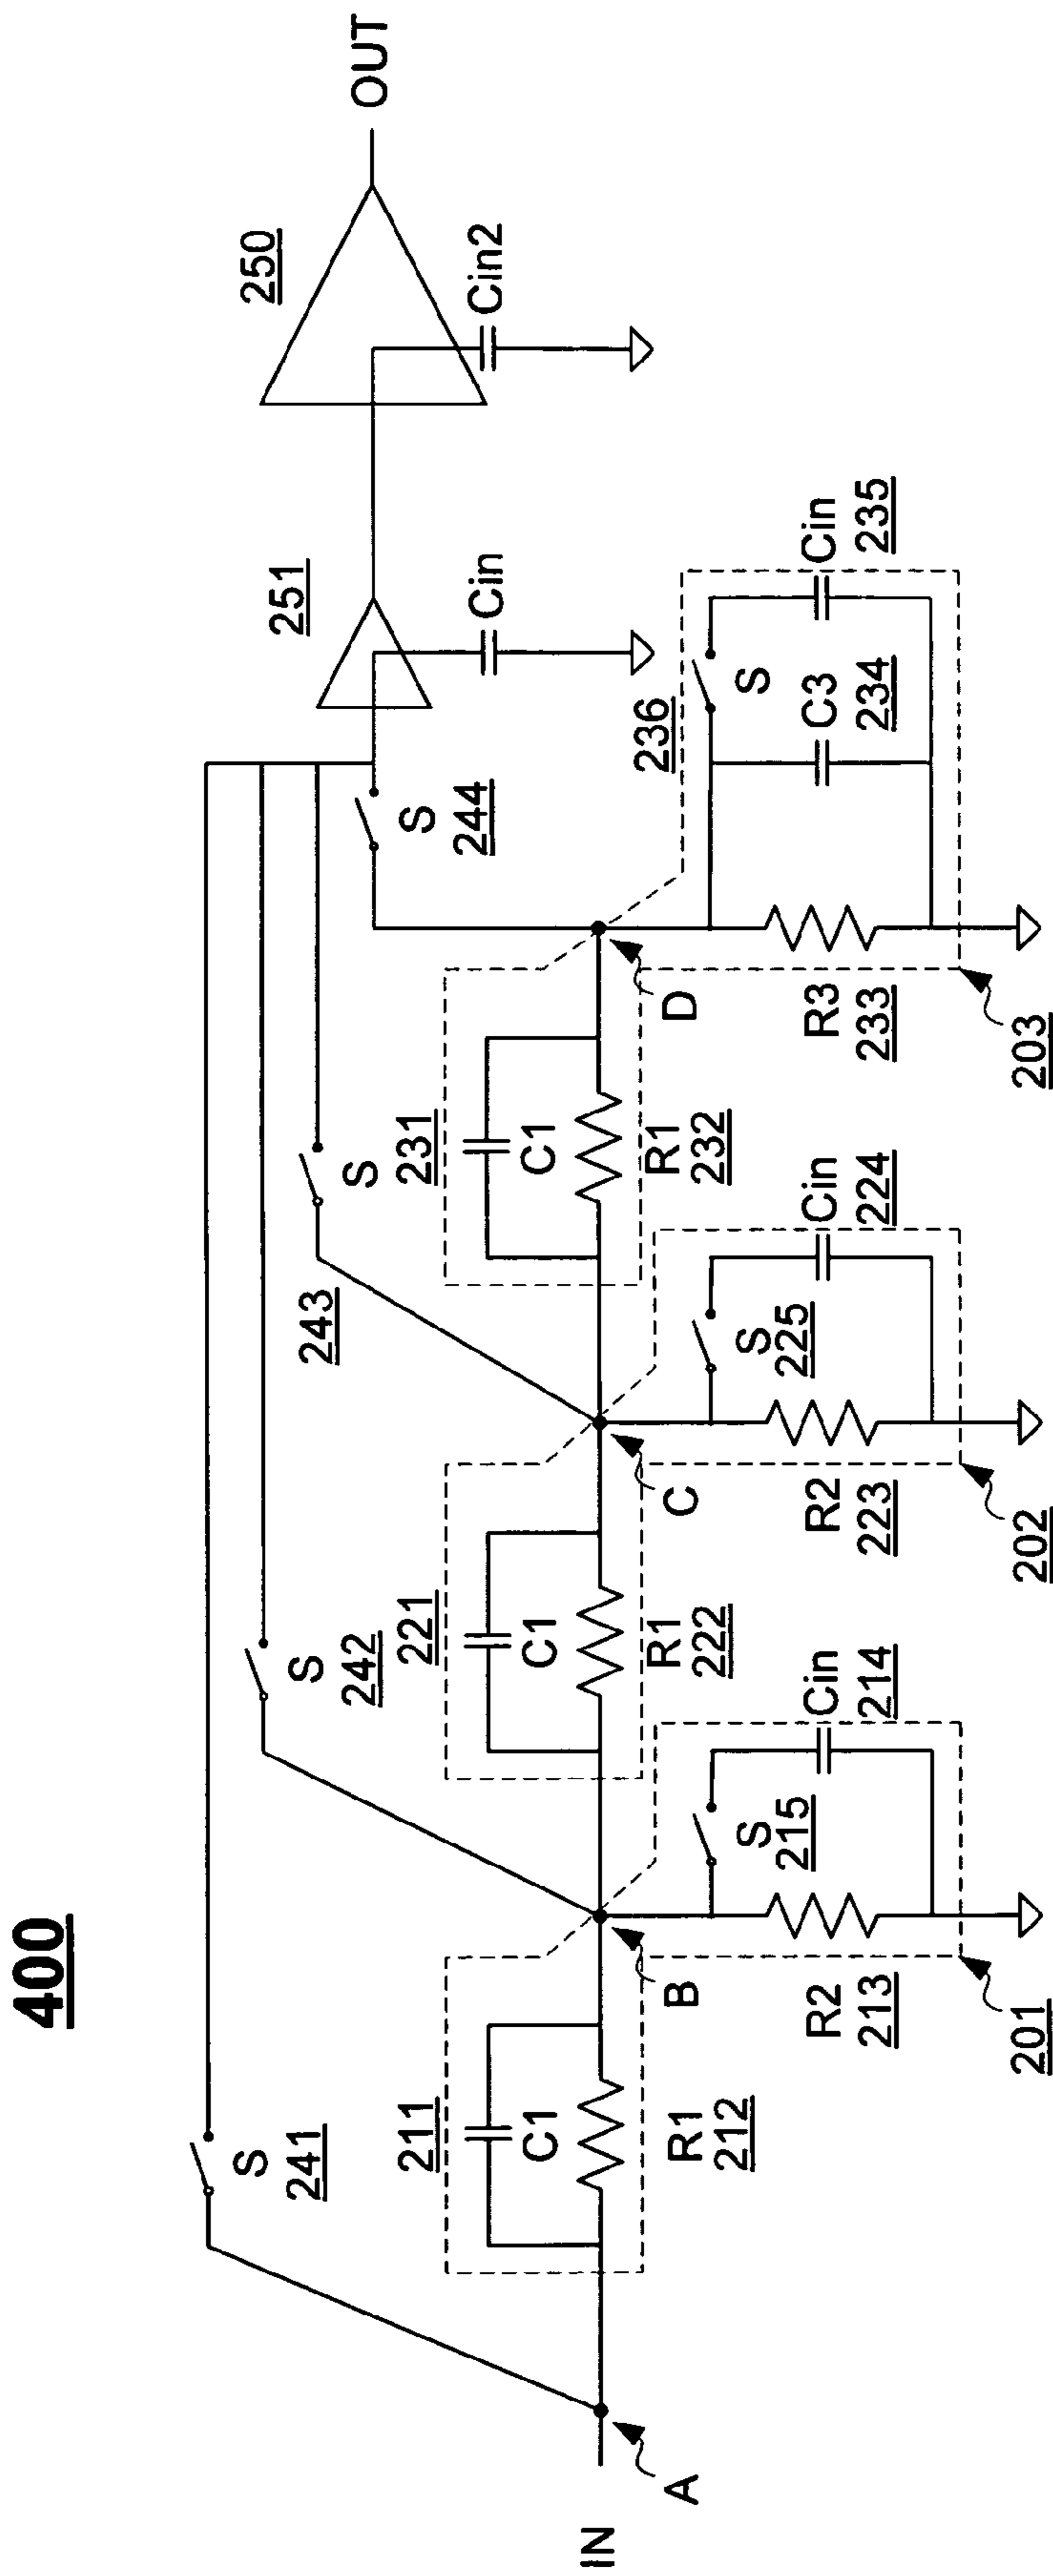 400
OUT
250
Cin2
251
Cin
S
241
S
242
243
S
S
244
211
C1
R1
212
221
C1
R1
222
231
C1
R1
232
236
IN
A
B
C
D
S
215
Cin
214
R2
213
201
S
225
Cin
224
R2
223
202
S
C3
234
Cin
235
R3
233
203